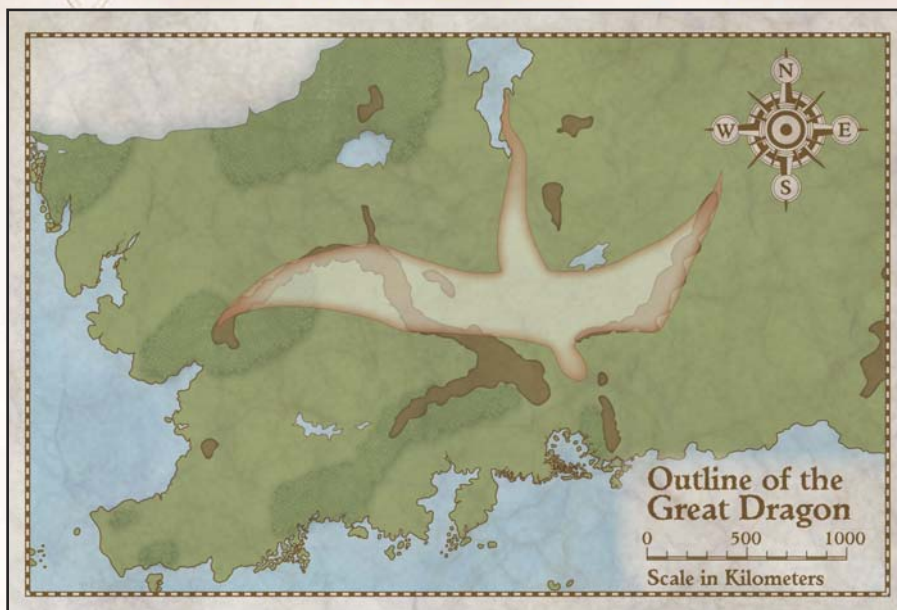 N
W E
S
Outline of the
Great Dragon
0 500 1000
Scale in Kilometers